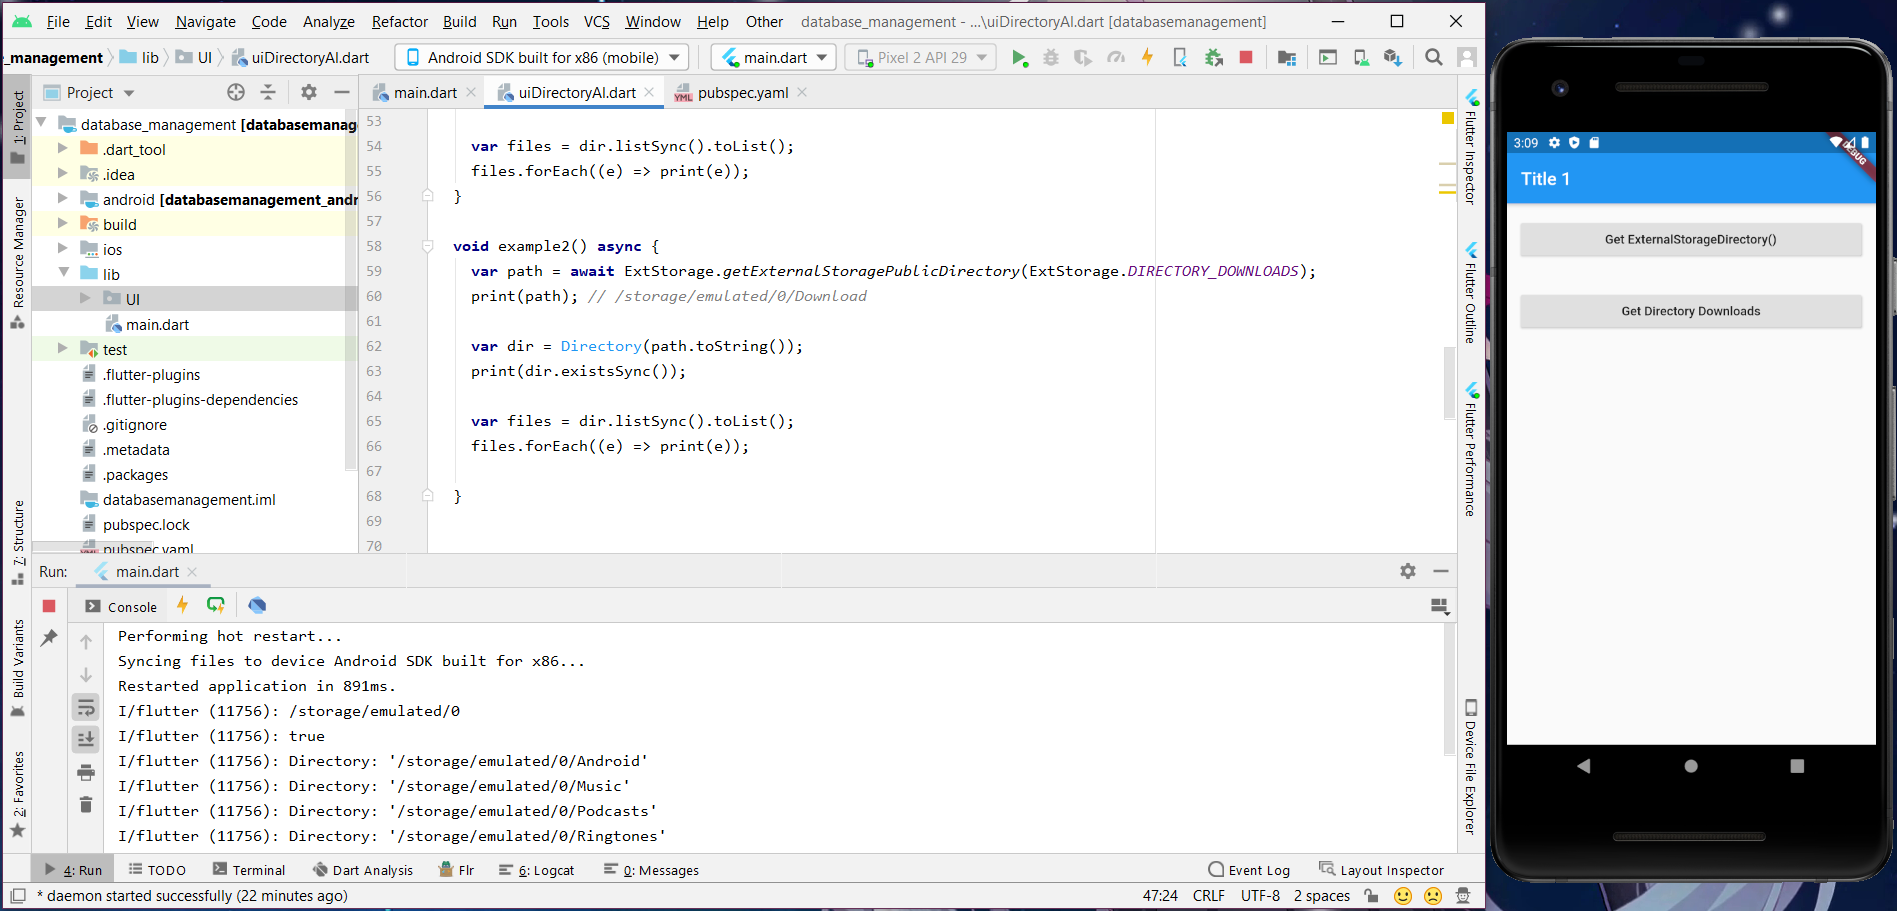 File Edit View Navigate Code Analyze Refactor Build Run Tools VCS Window Help Other database_management - ...\uiDirectoryAl.dart [databasemanagement]
_management lib UI uiDirectoryAl.dart Android SDK built for x86 (mobile) main.dart Pixel 2 API 29
Project
main.dart uiDirectoryAl.dart pubspec.yaml
1: Project
Resource Manager
7: Structure
Build Variants
2: Favorites
database_management [databasemanag
.dart_tool
.idea
android [databasemanagement_andr
build
ios
lib
UI
main.dart
test
.flutter-plugins
.flutter-plugins-dependencies
.gitignore
.metadata
.packages
databasemanagement.iml
pubspec.lock
pubspec.yaml
53
54 var files = dir.listSync().toList();
55 files.forEach((e) => print(e));
56 }
57
58 void example2() async {
59 var path = await ExtStorage.getExternalStoragePublicDirectory(ExtStorage.DIRECTORY_DOWNLOADS);
60 print(path); // /storage/emulated/0/Download
61
62 var dir = Directory(path.toString());
63 print(dir.existsSync());
64
65 var files = dir.listSync().toList();
66 files.forEach((e) => print(e));
67
68 }
69
70
Flutter Inspector
Flutter Outline
Flutter Performance
Device File Explorer
Run: main.dart
Console
Performing hot restart...
Syncing files to device Android SDK built for x86...
Restarted application in 891ms.
I/flutter (11756): /storage/emulated/0
I/flutter (11756): true
I/flutter (11756): Directory: '/storage/emulated/0/Android'
I/flutter (11756): Directory: '/storage/emulated/0/Music'
I/flutter (11756): Directory: '/storage/emulated/0/Podcasts'
I/flutter (11756): Directory: '/storage/emulated/0/Ringtones'
4: Run TODO Terminal Dart Analysis Flr 6: Logcat 0: Messages Event Log Layout Inspector
* daemon started successfully (22 minutes ago) 47:24 CRLF UTF-8 2 spaces
3:09
DEBUG
Title 1
Get ExternalStorageDirectory()
Get Directory Downloads